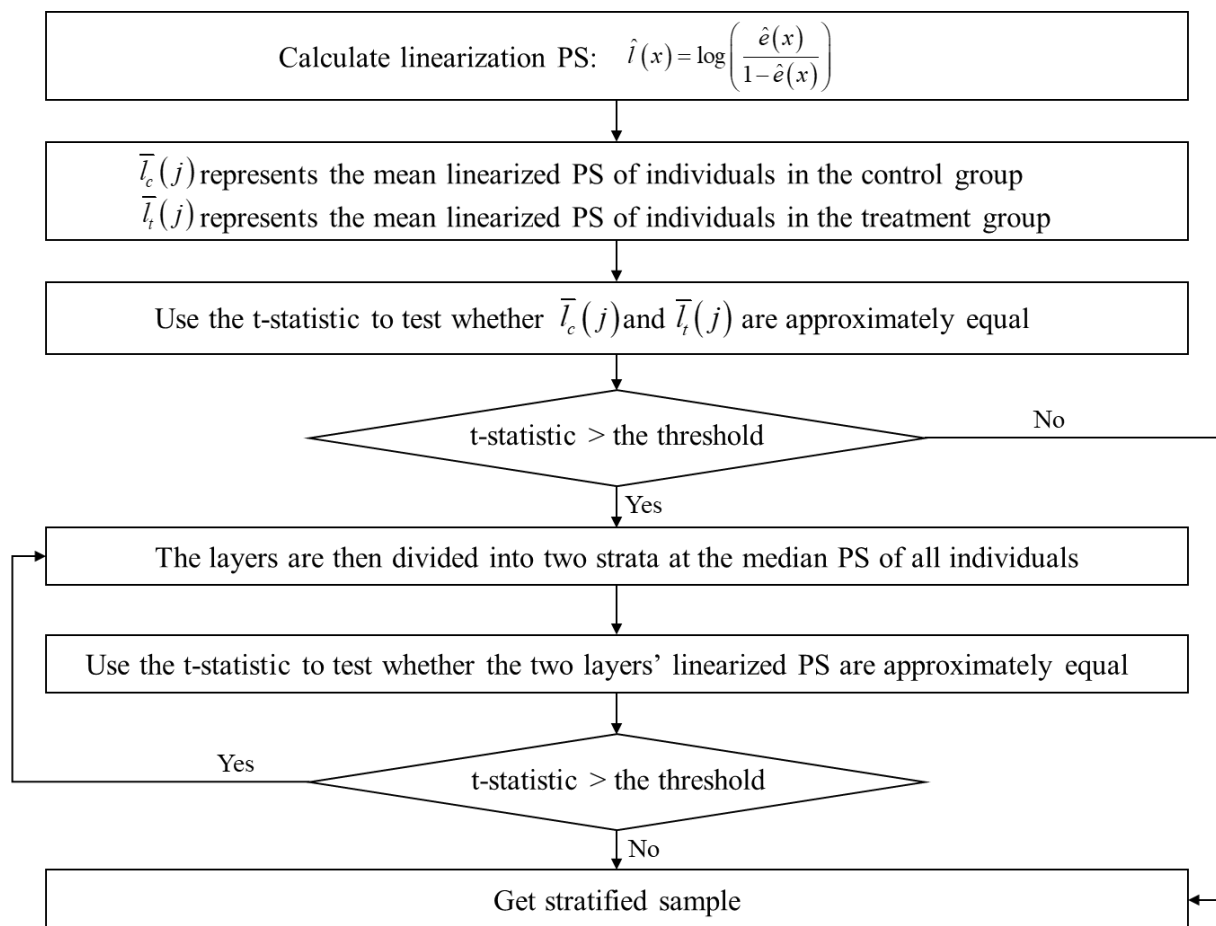 Calculate linearization PS: l̂(x) = log(ê(x) / (1 − ê(x)))
l̅_c(j) represents the mean linearized PS of individuals in the control group
l̅_t(j) represents the mean linearized PS of individuals in the treatment group
Use the t-statistic to test whether l̅_c(j) and l̅_t(j) are approximately equal
t-statistic > the threshold
No
Yes
The layers are then divided into two strata at the median PS of all individuals
Use the t-statistic to test whether the two layers’ linearized PS are approximately equal
Yes
t-statistic > the threshold
No
Get stratified sample